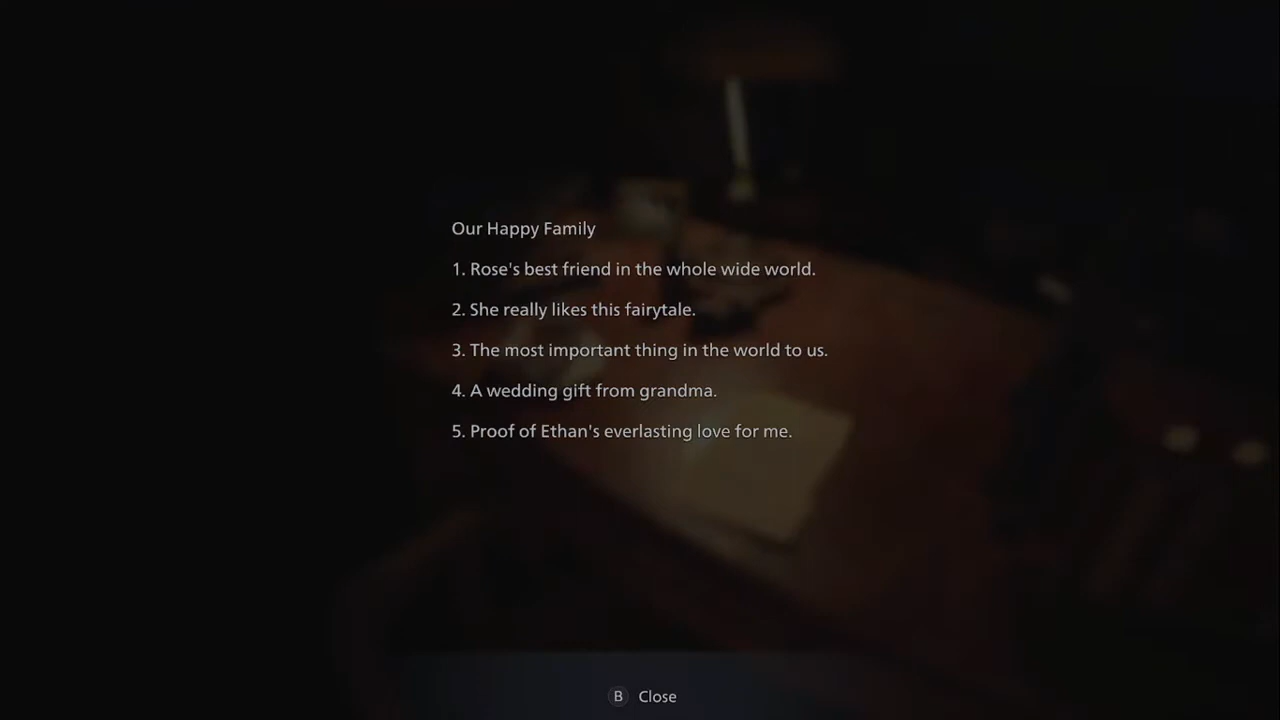 Our Happy Family
1. Rose's best friend in the whole wide world.
2. She really likes this fairytale.
3. The most important thing in the world to us.
4. A wedding gift from grandma.
5. Proof of Ethan's everlasting love for me.
B Close